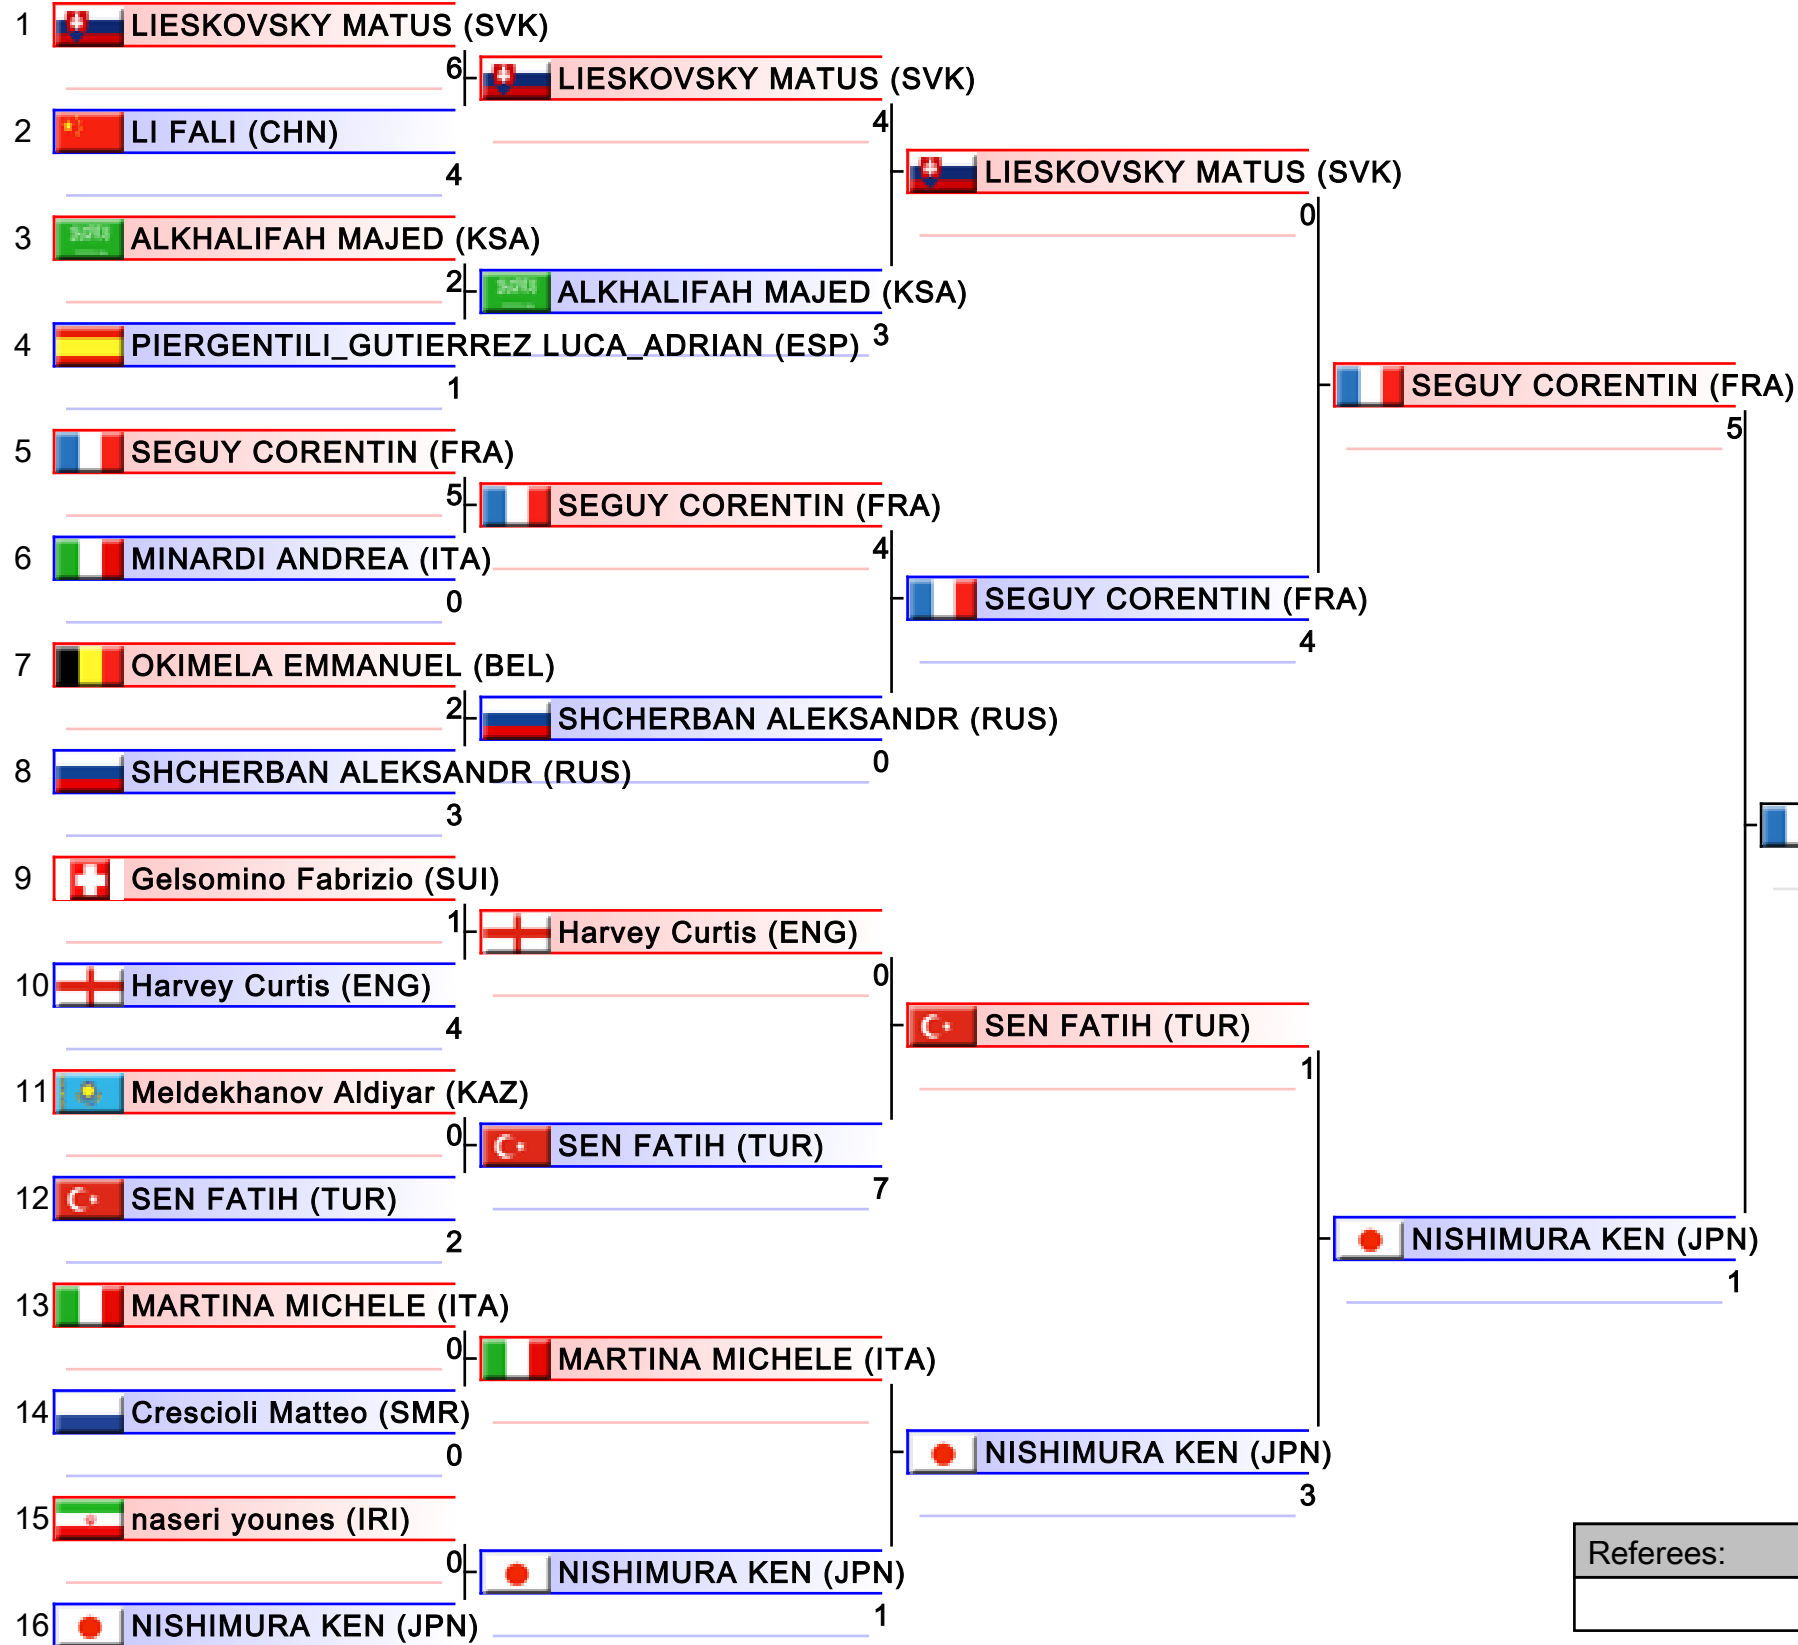 1 LIESKOVSKY MATUS (SVK)
6
LIESKOVSKY MATUS (SVK)
2 LI FALI (CHN)
4
4
LIESKOVSKY MATUS (SVK)
0
3 ALKHALIFAH MAJED (KSA)
2
ALKHALIFAH MAJED (KSA)
3
4 PIERGENTILI_GUTIERREZ LUCA_ADRIAN (ESP)
1
SEGUY CORENTIN (FRA)
5
5 SEGUY CORENTIN (FRA)
5
SEGUY CORENTIN (FRA)
4
6 MINARDI ANDREA (ITA)
0
SEGUY CORENTIN (FRA)
4
7 OKIMELA EMMANUEL (BEL)
2
SHCHERBAN ALEKSANDR (RUS)
0
8 SHCHERBAN ALEKSANDR (RUS)
3
9 Gelsomino Fabrizio (SUI)
1
Harvey Curtis (ENG)
0
10 Harvey Curtis (ENG)
4
SEN FATIH (TUR)
1
11 Meldekhanov Aldiyar (KAZ)
0
SEN FATIH (TUR)
7
12 SEN FATIH (TUR)
2
NISHIMURA KEN (JPN)
1
13 MARTINA MICHELE (ITA)
0
MARTINA MICHELE (ITA)
14 Crescioli Matteo (SMR)
0
NISHIMURA KEN (JPN)
3
15 naseri younes (IRI)
0
NISHIMURA KEN (JPN)
1
16 NISHIMURA KEN (JPN)
Referees: